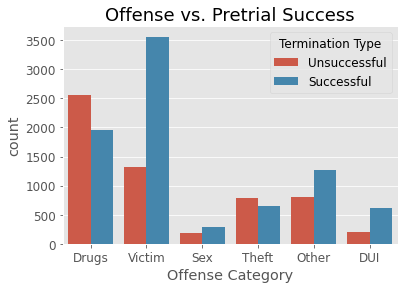 Offense vs. Pretrial Success
Termination Type
Unsuccessful
Successful
count
3500
3000
2500
2000
1500
1000
500
0
Drugs Victim Sex Theft Other DUI
Offense Category